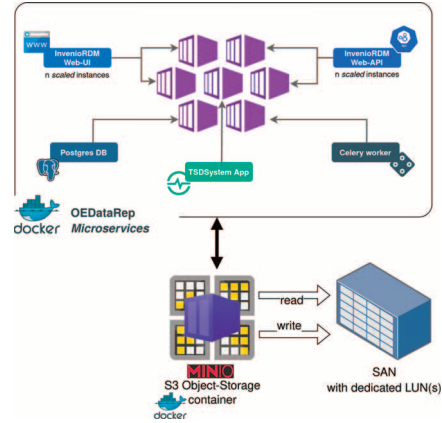 WWW
InvenioRDM
Web-UI
n scaled instances
InvenioRDM
Web-API
n scaled instances
Postgres DB
TSDSystem App
Celery worker
docker
OEDataRep
Microservices
read
write
MINIO
S3 Object-Storage
container
docker
SAN
with dedicated LUN(s)